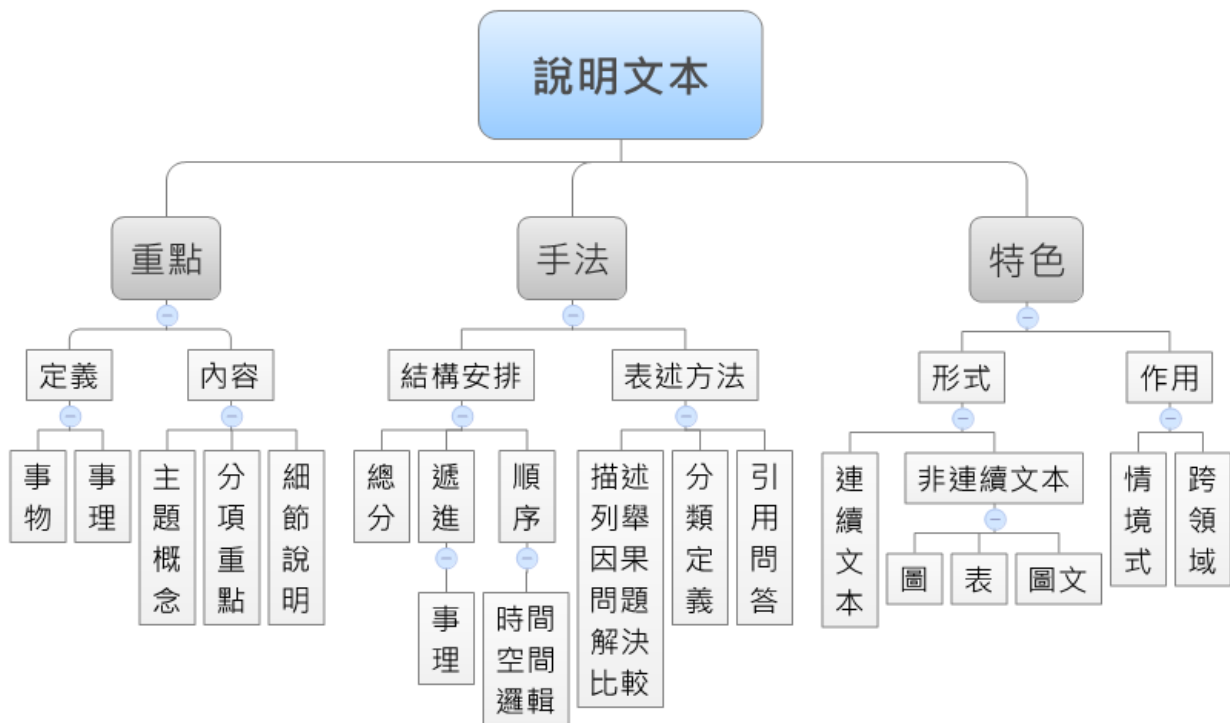 說明文本
重點
手法
特色
定義
內容
結構安排
表述方法
形式
作用
事物
事理
主題概念
分項重點
細節說明
總分
遞進
順序
描述
列舉
因果
問題
解決
比較
分類定義
引用問答
連續文本
非連續文本
情境式
跨領域
事理
時間
空間
邏輯
圖
表
圖文